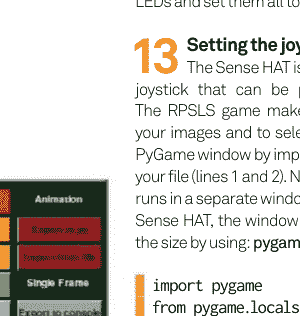 LEDs and set them all to
13 Setting the joy
The Sense HAT is
joystick that can be p
The RPSLS game make
your images and to sele
PyGame window by imp
your file (lines 1 and 2). N
runs in a separate windo
Sense HAT, the window
the size by using: pygam
import pygame
from pygame.locals
Animation
Single Frame
Export to console